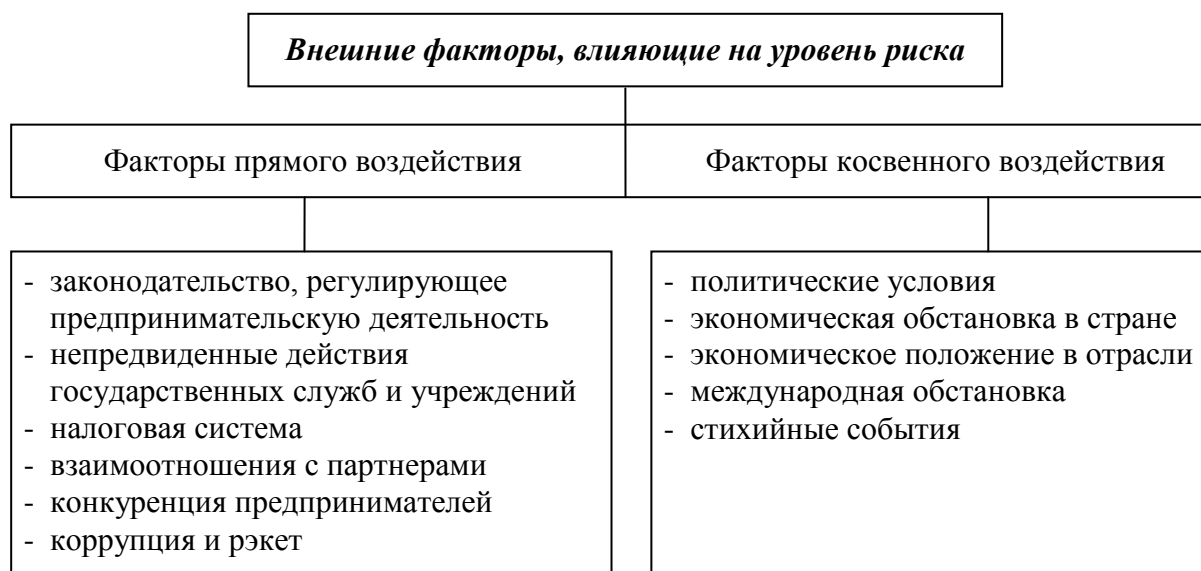 Внешние факторы, влияющие на уровень риска
Факторы прямого воздействия
Факторы косвенного воздействия
- законодательство, регулирующее
предпринимательскую деятельность
- непредвиденные действия
государственных служб и учреждений
- налоговая система
- взаимоотношения с партнерами
- конкуренция предпринимателей
- коррупция и рэкет
- политические условия
- экономическая обстановка в стране
- экономическое положение в отрасли
- международная обстановка
- стихийные события